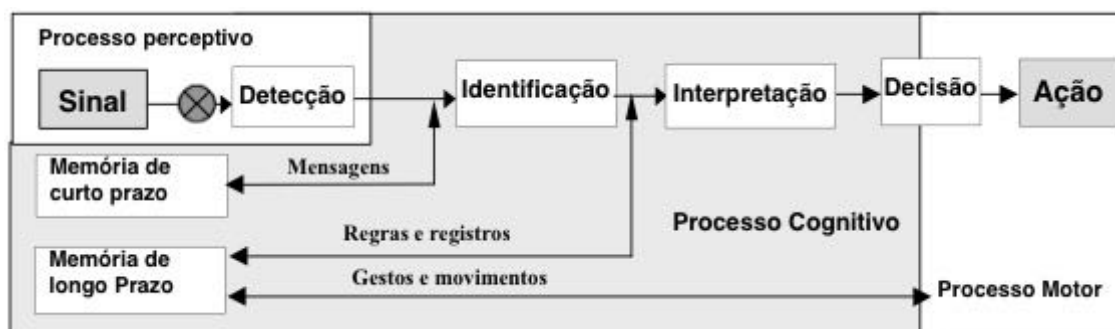 Processo perceptivo
Sinal
Detecção
Identificação
Interpretação
Decisão
Ação
Memória de
curto prazo
Mensagens
Regras e registros
Processo Cognitivo
Memória de
longo Prazo
Gestos e movimentos
Processo Motor